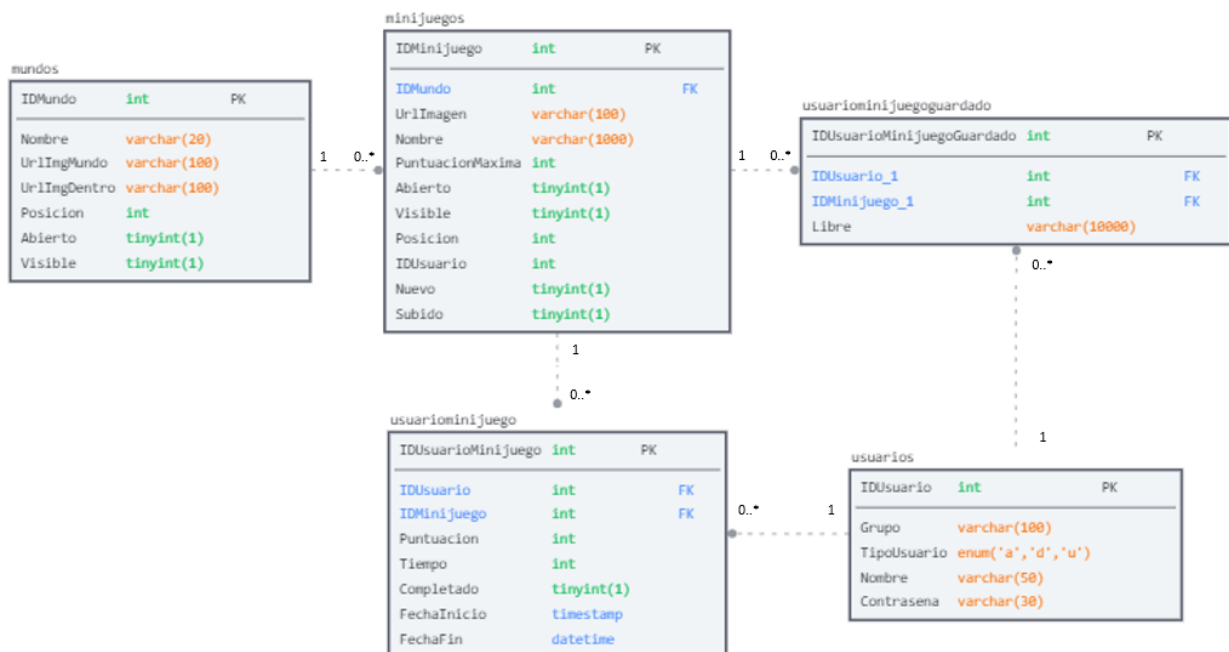 mundos
IDMundo int PK
Nombre varchar(20)
UrlImgMundo varchar(100)
UrlImgDentro varchar(100)
Posicion int
Abierto tinyint(1)
Visible tinyint(1)
1 0..*
minijuegos
IDMinijuego int PK
IDMundo int FK
UrlImagen varchar(100)
Nombre varchar(1000)
PuntuacionMaxima int
Abierto tinyint(1)
Visible tinyint(1)
Posicion int
IDUsuario int
Nuevo tinyint(1)
Subido tinyint(1)
1 0..*
usuariominijuegoguardado
IDUsuarioMinijuegoGuardado int PK
IDUsuario_1 int FK
IDMinijuego_1 int FK
Libre varchar(10000)
0..*
1
1
0..*
usuariominijuego
IDUsuarioMinijuego int PK
IDUsuario int FK
IDMinijuego int FK
Puntuacion int
Tiempo int
Completado tinyint(1)
FechaInicio timestamp
FechaFin datetime
0..* 1
usuarios
IDUsuario int PK
Grupo varchar(100)
TipoUsuario enum('a','d','u')
Nombre varchar(50)
Contrasena varchar(30)